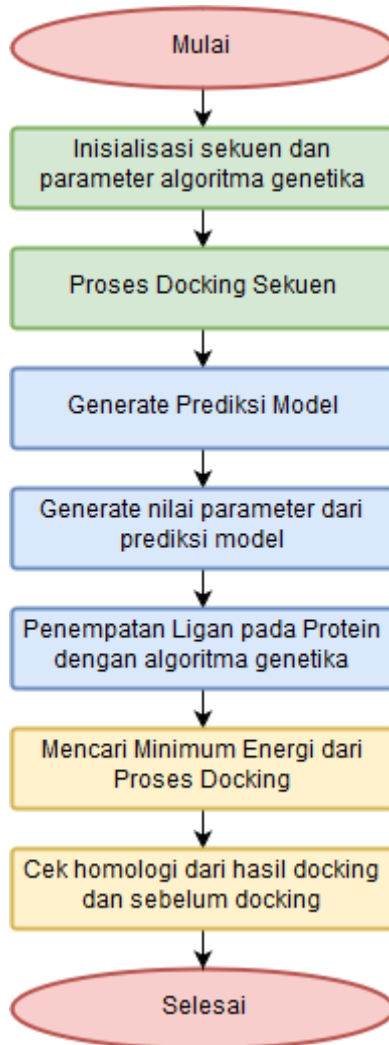 Mulai
Inisialisasi sekuen dan
parameter algoritma genetika
Proses Docking Sekuen
Generate Prediksi Model
Generate nilai parameter dari
prediksi model
Penempatan Ligan pada Protein
dengan algoritma genetika
Mencari Minimum Energi dari
Proses Docking
Cek homologi dari hasil docking
dan sebelum docking
Selesai